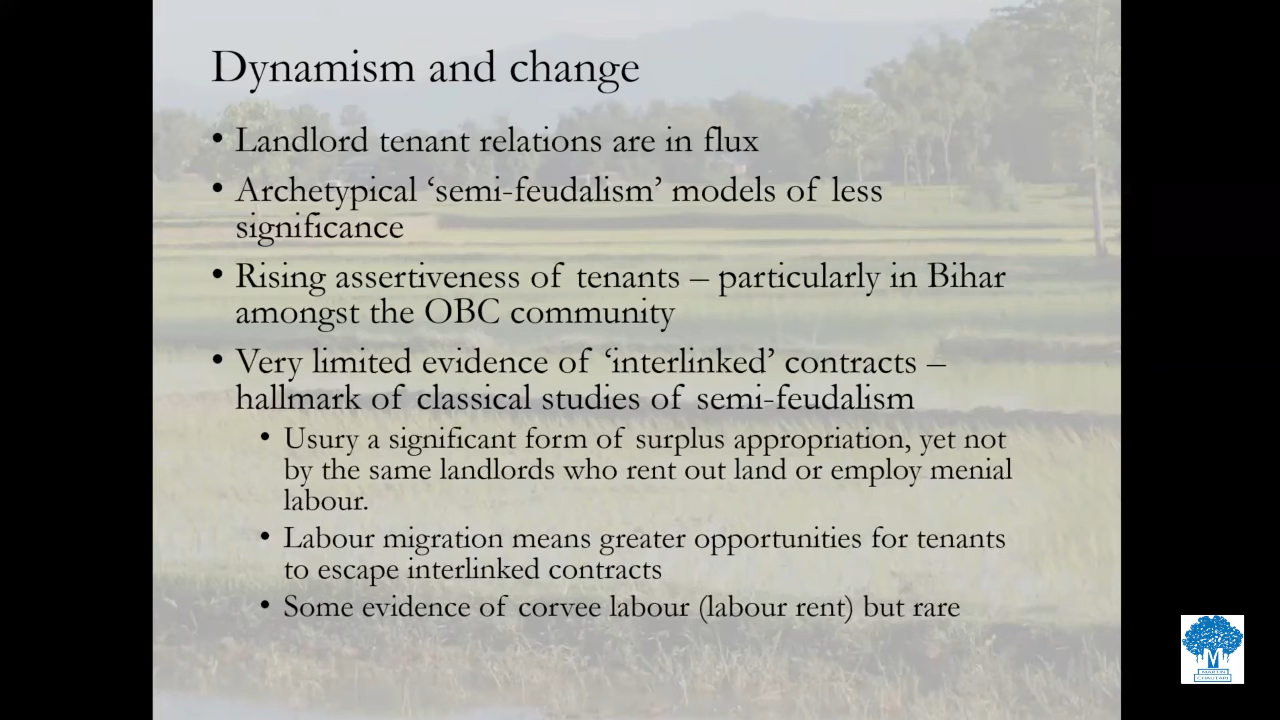 Dynamism and change
• Landlord tenant relations are in flux
• Archetypical ‘semi-feudalism’ models of less
significance
• Rising assertiveness of tenants – particularly in Bihar
amongst the OBC community
• Very limited evidence of ‘interlinked’ contracts –
hallmark of classical studies of semi-feudalism
• Usury a significant form of surplus appropriation, yet not
by the same landlords who rent out land or employ menial
labour.
• Labour migration means greater opportunities for tenants
to escape interlinked contracts
• Some evidence of corvee labour (labour rent) but rare
M
MARTIN
CHAUTARI